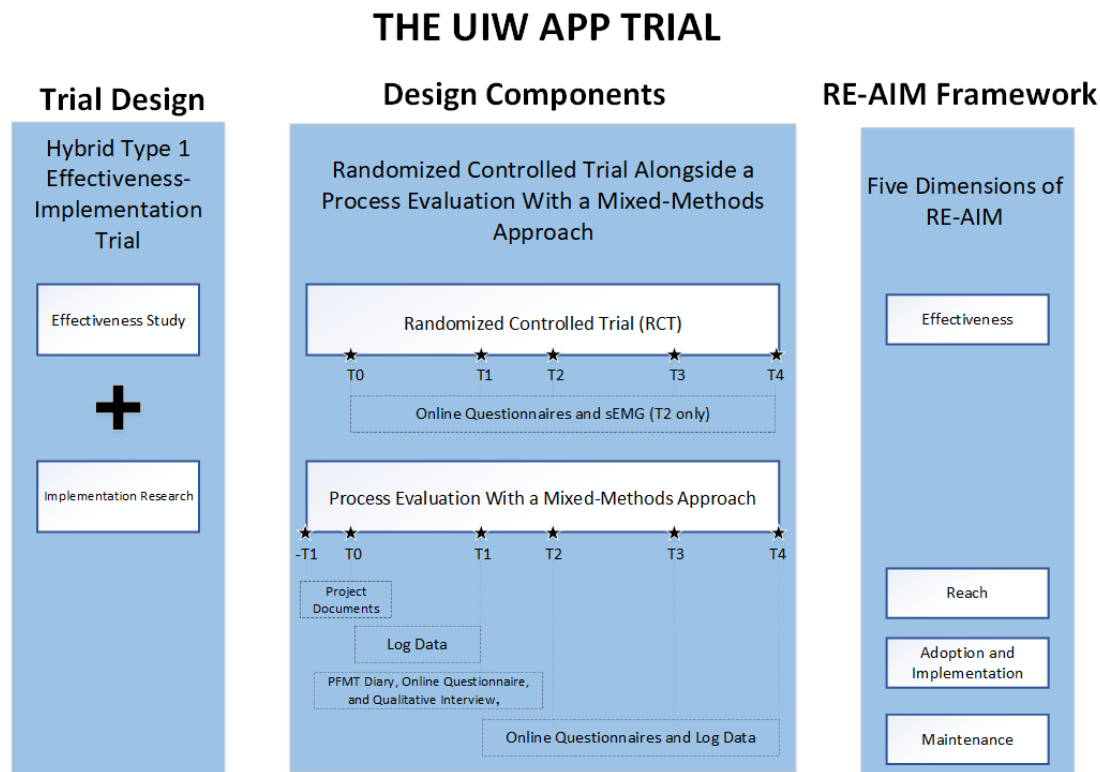 THE UIW APP TRIAL
Trial Design
Hybrid Type 1
Effectiveness-
Implementation
Trial
Effectiveness Study
Implementation Research
Design Components
Randomized Controlled Trial Alongside a
Process Evaluation With a Mixed-Methods
Approach
Randomized Controlled Trial (RCT)
T0 T1 T2 T3 T4
Online Questionnaires and sEMG (T2 only)
Process Evaluation With a Mixed-Methods Approach
-T1 T0 T1 T2 T3 T4
Project
Documents
Log Data
PFMT Diary, Online Questionnaire,
and Qualitative Interview,
Online Questionnaires and Log Data
RE-AIM Framework
Five Dimensions of
RE-AIM
Effectiveness
Reach
Adoption and
Implementation
Maintenance